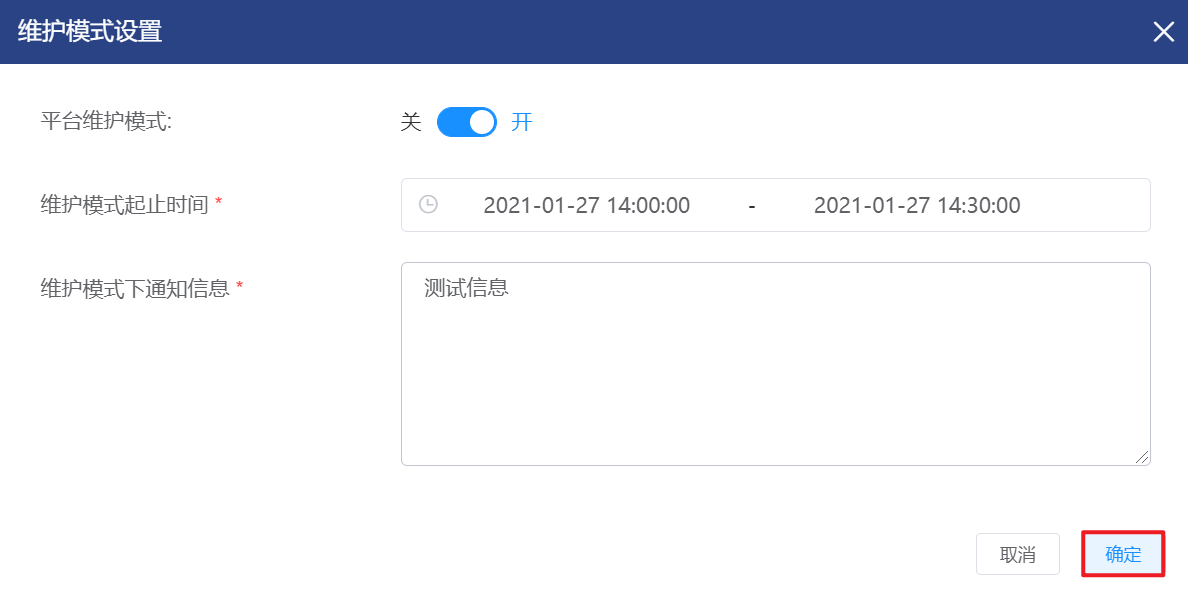 维护模式设置
平台维护模式: 关 开
维护模式起止时间 * 2021-01-27 14:00:00 - 2021-01-27 14:30:00
维护模式下通知信息 * 测试信息
取消 确定